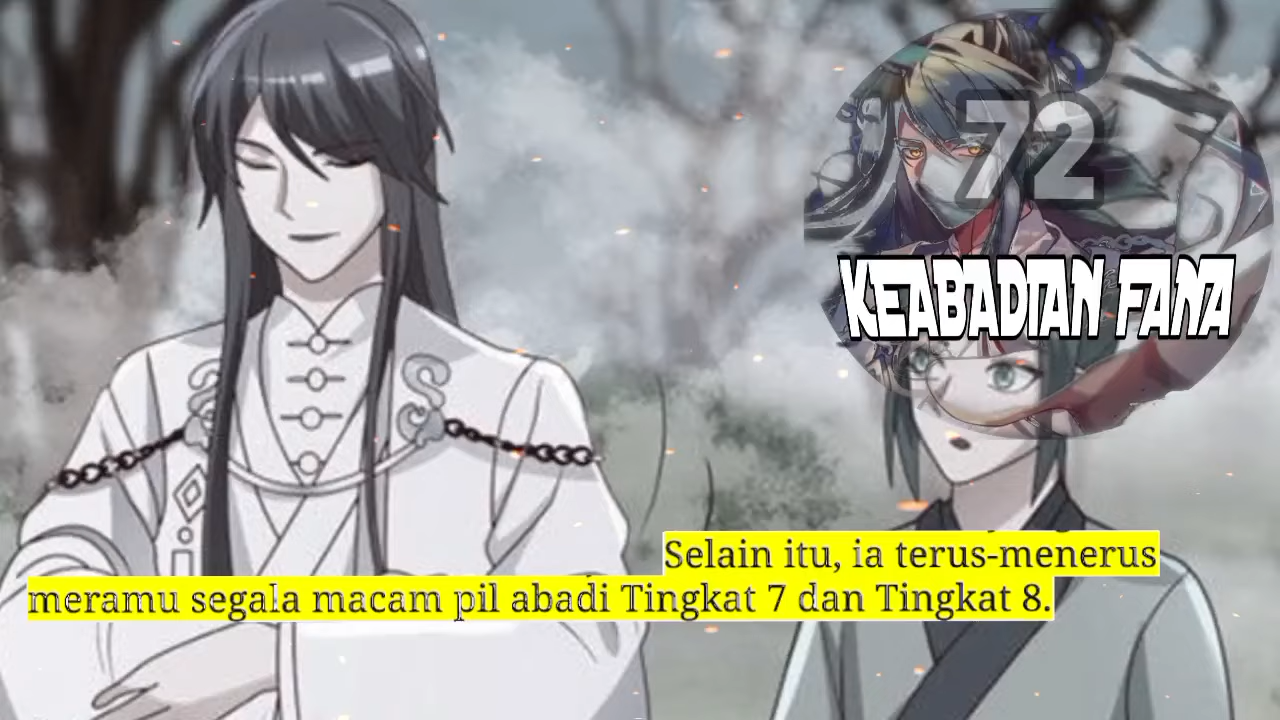 72
KEABADIAN FANA
Selain itu, ia terus-menerus
meramu segala macam pil abadi Tingkat 7 dan Tingkat 8.